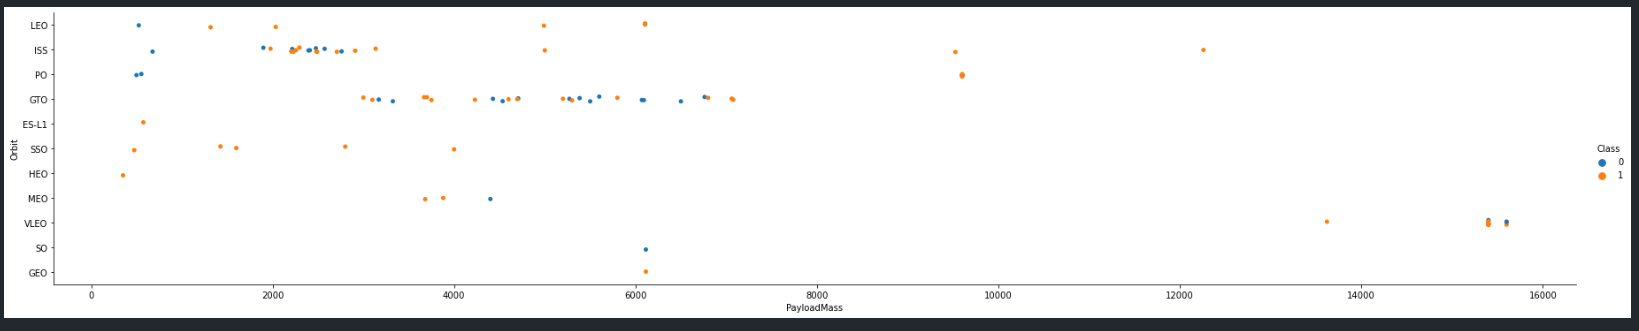 LEO
ISS
PO
GTO
ES-L1
Orbit
SSO
HEO
MEO
VLEO
SO
GEO
0 2000 4000 6000 8000 10000 12000 14000 16000
PayloadMass
Class
0
1